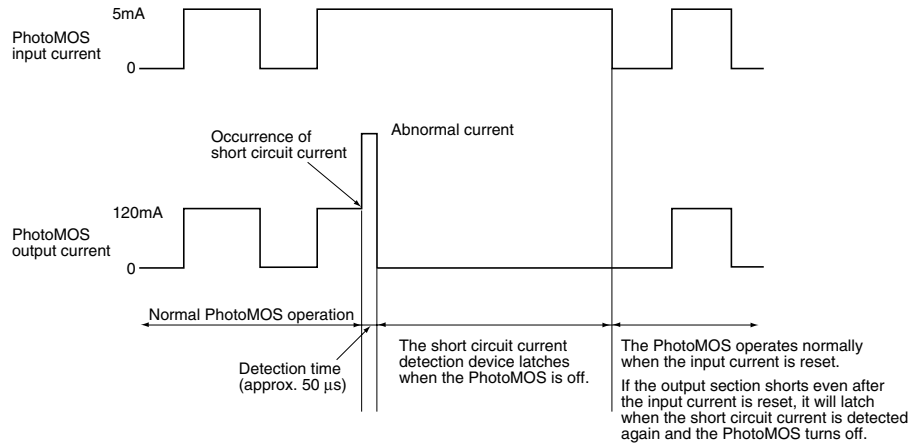 5mA
PhotoMOS
input current
0
Occurrence of
short circuit current
Abnormal current
120mA
PhotoMOS
output current
0
Normal PhotoMOS operation
Detection time
(approx. 50 µs)
The short circuit current
detection device latches
when the PhotoMOS is off.
The PhotoMOS operates normally
when the input current is reset.
If the output section shorts even after
the input current is reset, it will latch
when the short circuit current is detected
again and the PhotoMOS turns off.